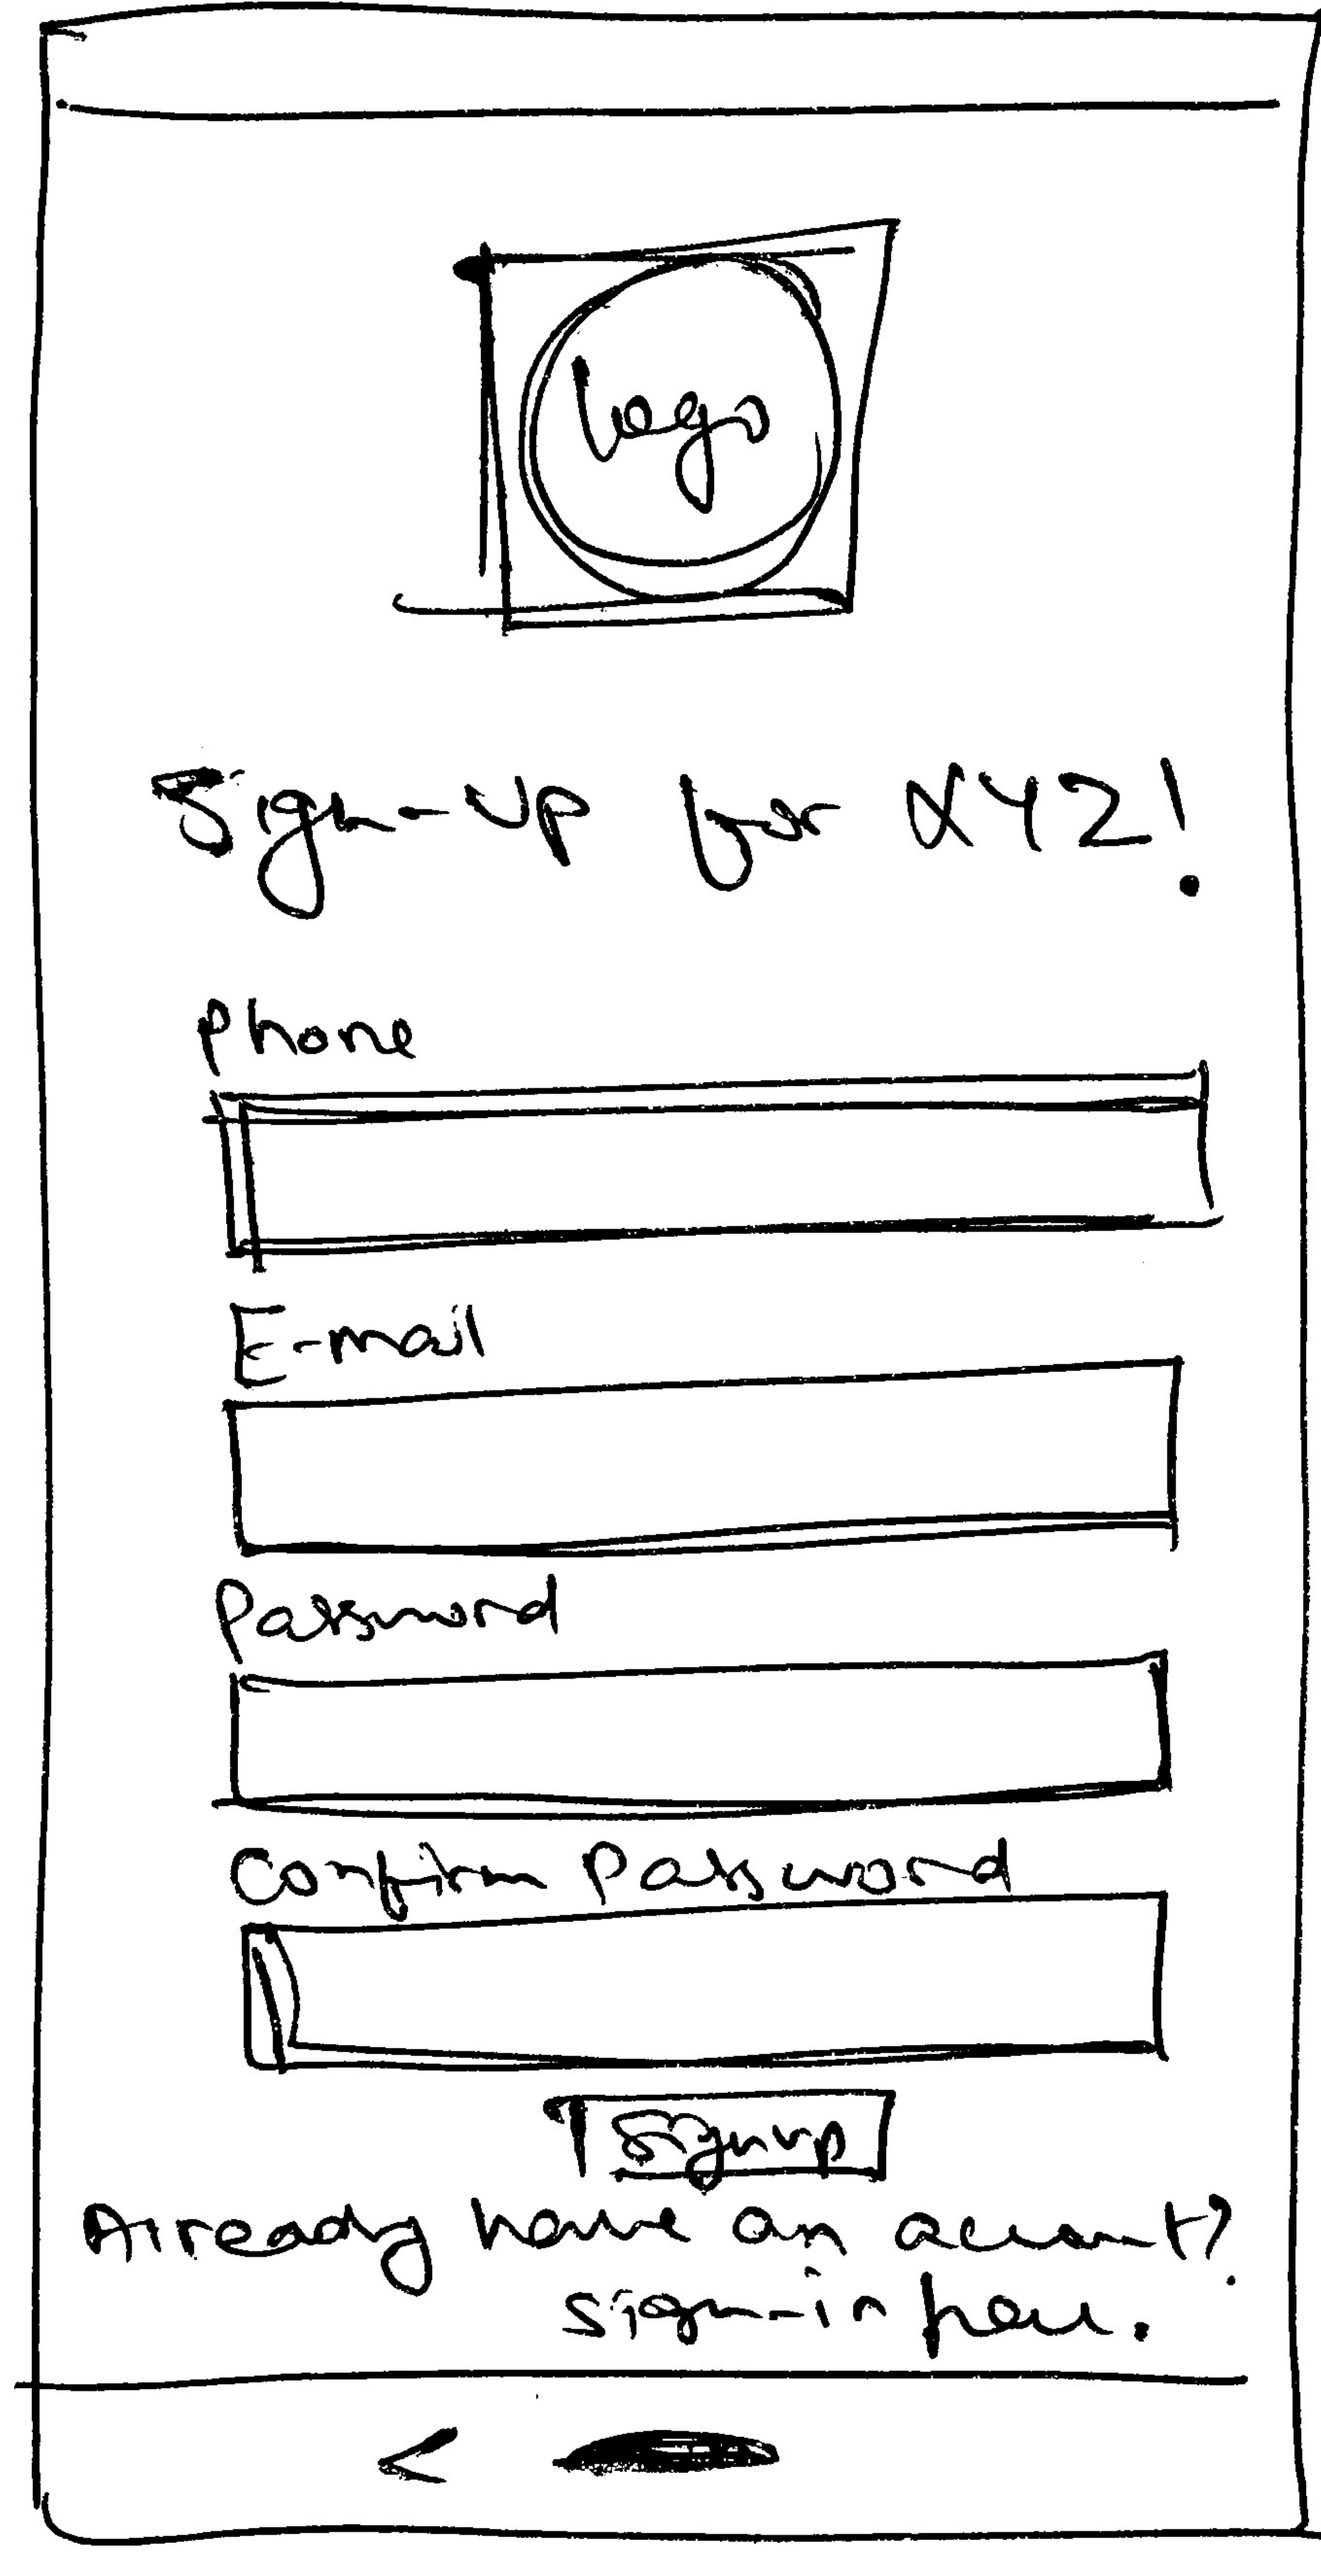 Logo
Sign-up for XYZ!
Phone
E-mail
Password
Confirm Password
Signup
Already have an account?
sign-in here.